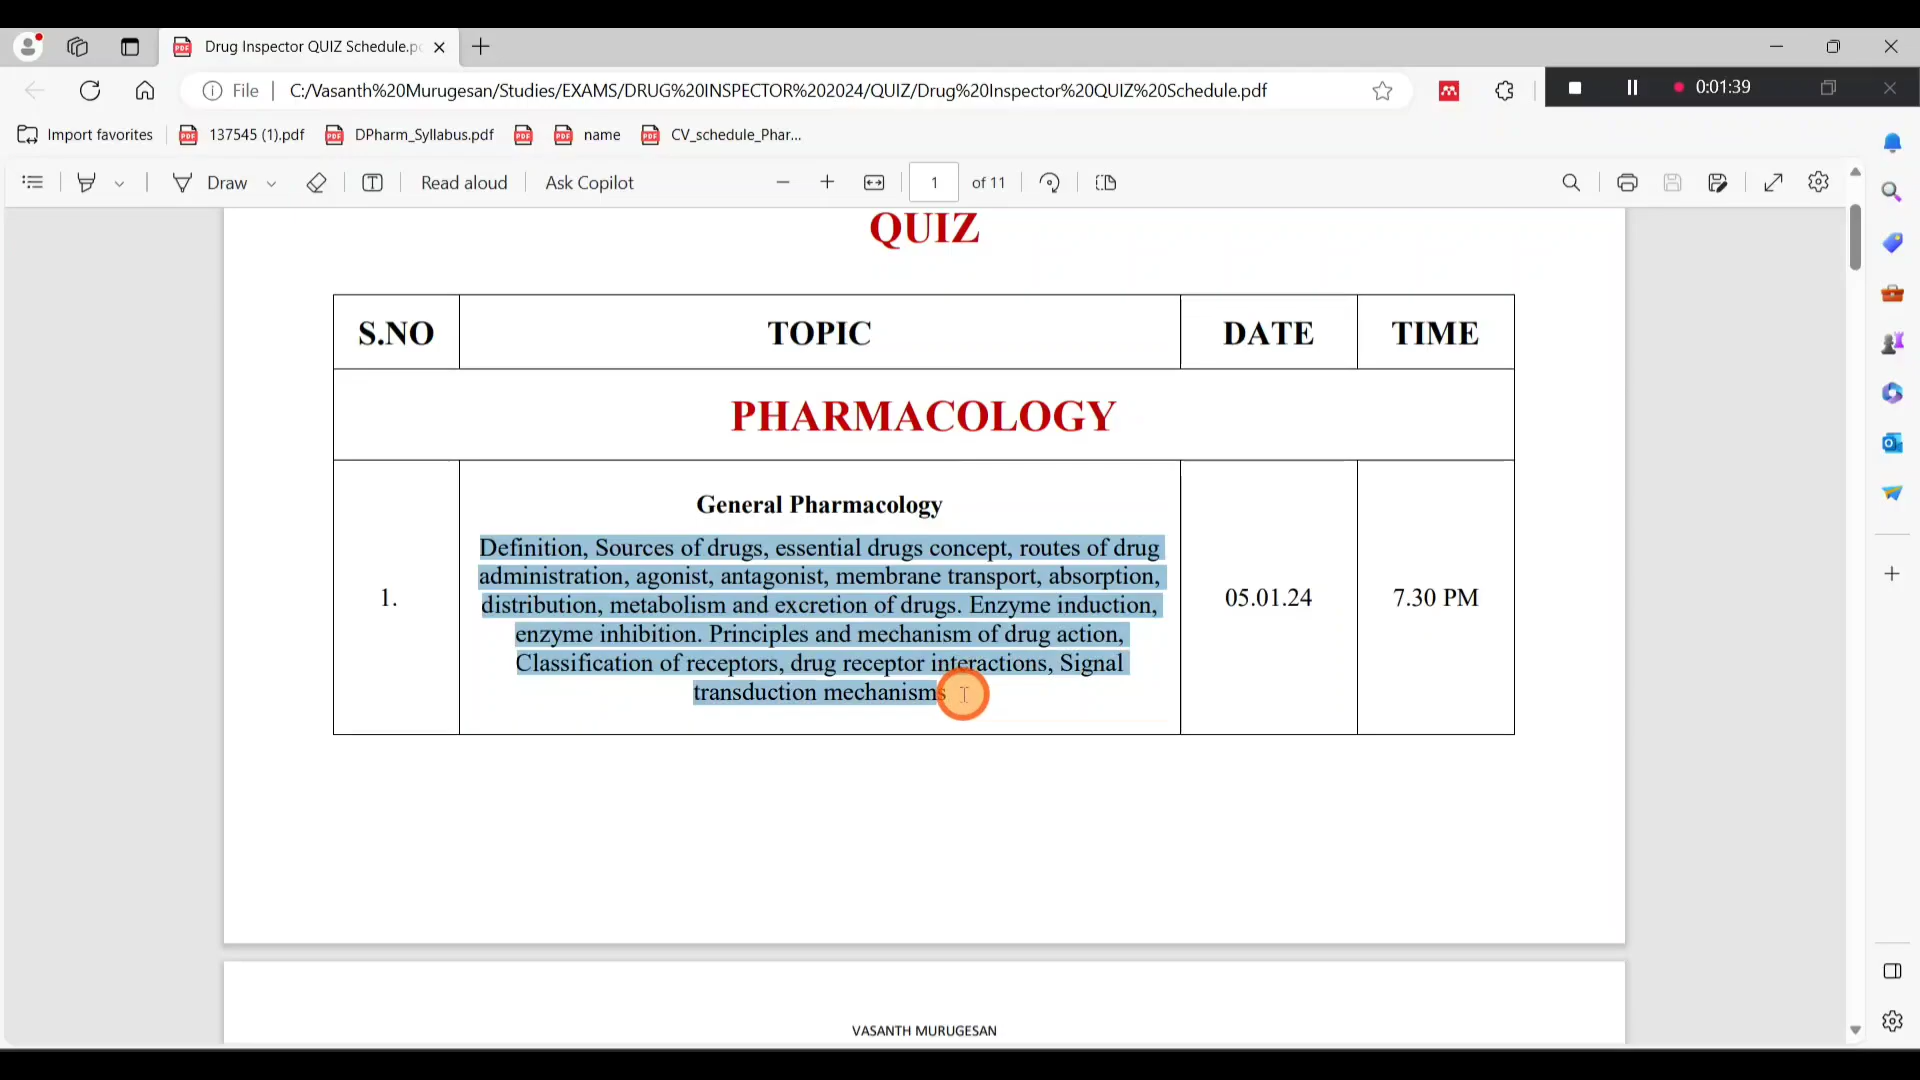 Drug Inspector QUIZ Schedule.pd
File
C:/Vasanth%20Murugesan/Studies/EXAMS/DRUG%20INSPECTOR%202024/QUIZ/Drug%20Inspector%20QUIZ%20Schedule.pdf
0:01:39
Import favorites
137545 (1).pdf
DPharm_Syllabus.pdf
name
CV_schedule_Phar...
Draw
Read aloud
Ask Copilot
1
of 11
QUIZ
S.NO
TOPIC
DATE
TIME
PHARMACOLOGY
1.
General Pharmacology
Definition, Sources of drugs, essential drugs concept, routes of drug
administration, agonist, antagonist, membrane transport, absorption,
distribution, metabolism and excretion of drugs. Enzyme induction,
enzyme inhibition. Principles and mechanism of drug action,
Classification of receptors, drug receptor interactions, Signal
transduction mechanisms
05.01.24
7.30 PM
VASANTH MURUGESAN